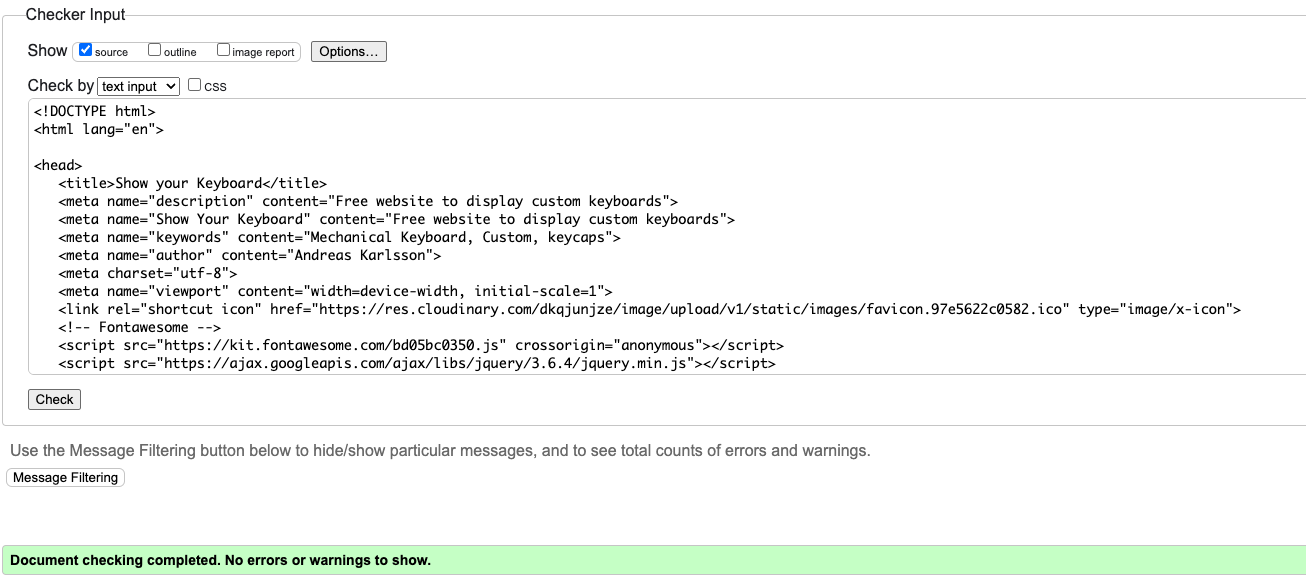 Checker Input
Show source outline image report Options...
Check by text input CSS
<!DOCTYPE html>
<html lang="en">
<head>
<title>Show your Keyboard</title>
<meta name="description" content="Free website to display custom keyboards">
<meta name="Show Your Keyboard" content="Free website to display custom keyboards">
<meta name="keywords" content="Mechanical Keyboard, Custom, keycaps">
<meta name="author" content="Andreas Karlsson">
<meta charset="utf-8">
<meta name="viewport" content="width=device-width, initial-scale=1">
<link rel="shortcut icon" href="https://res.cloudinary.com/dkqjunjze/image/upload/v1/static/images/favicon.97e5622c0582.ico" type="image/x-icon">
<!-- Fontawesome -->
<script src="https://kit.fontawesome.com/bd05bc0350.js" crossorigin="anonymous"></script>
<script src="https://ajax.googleapis.com/ajax/libs/jquery/3.6.4/jquery.min.js"></script>
Check
Use the Message Filtering button below to hide/show particular messages, and to see total counts of errors and warnings.
Message Filtering
Document checking completed. No errors or warnings to show.